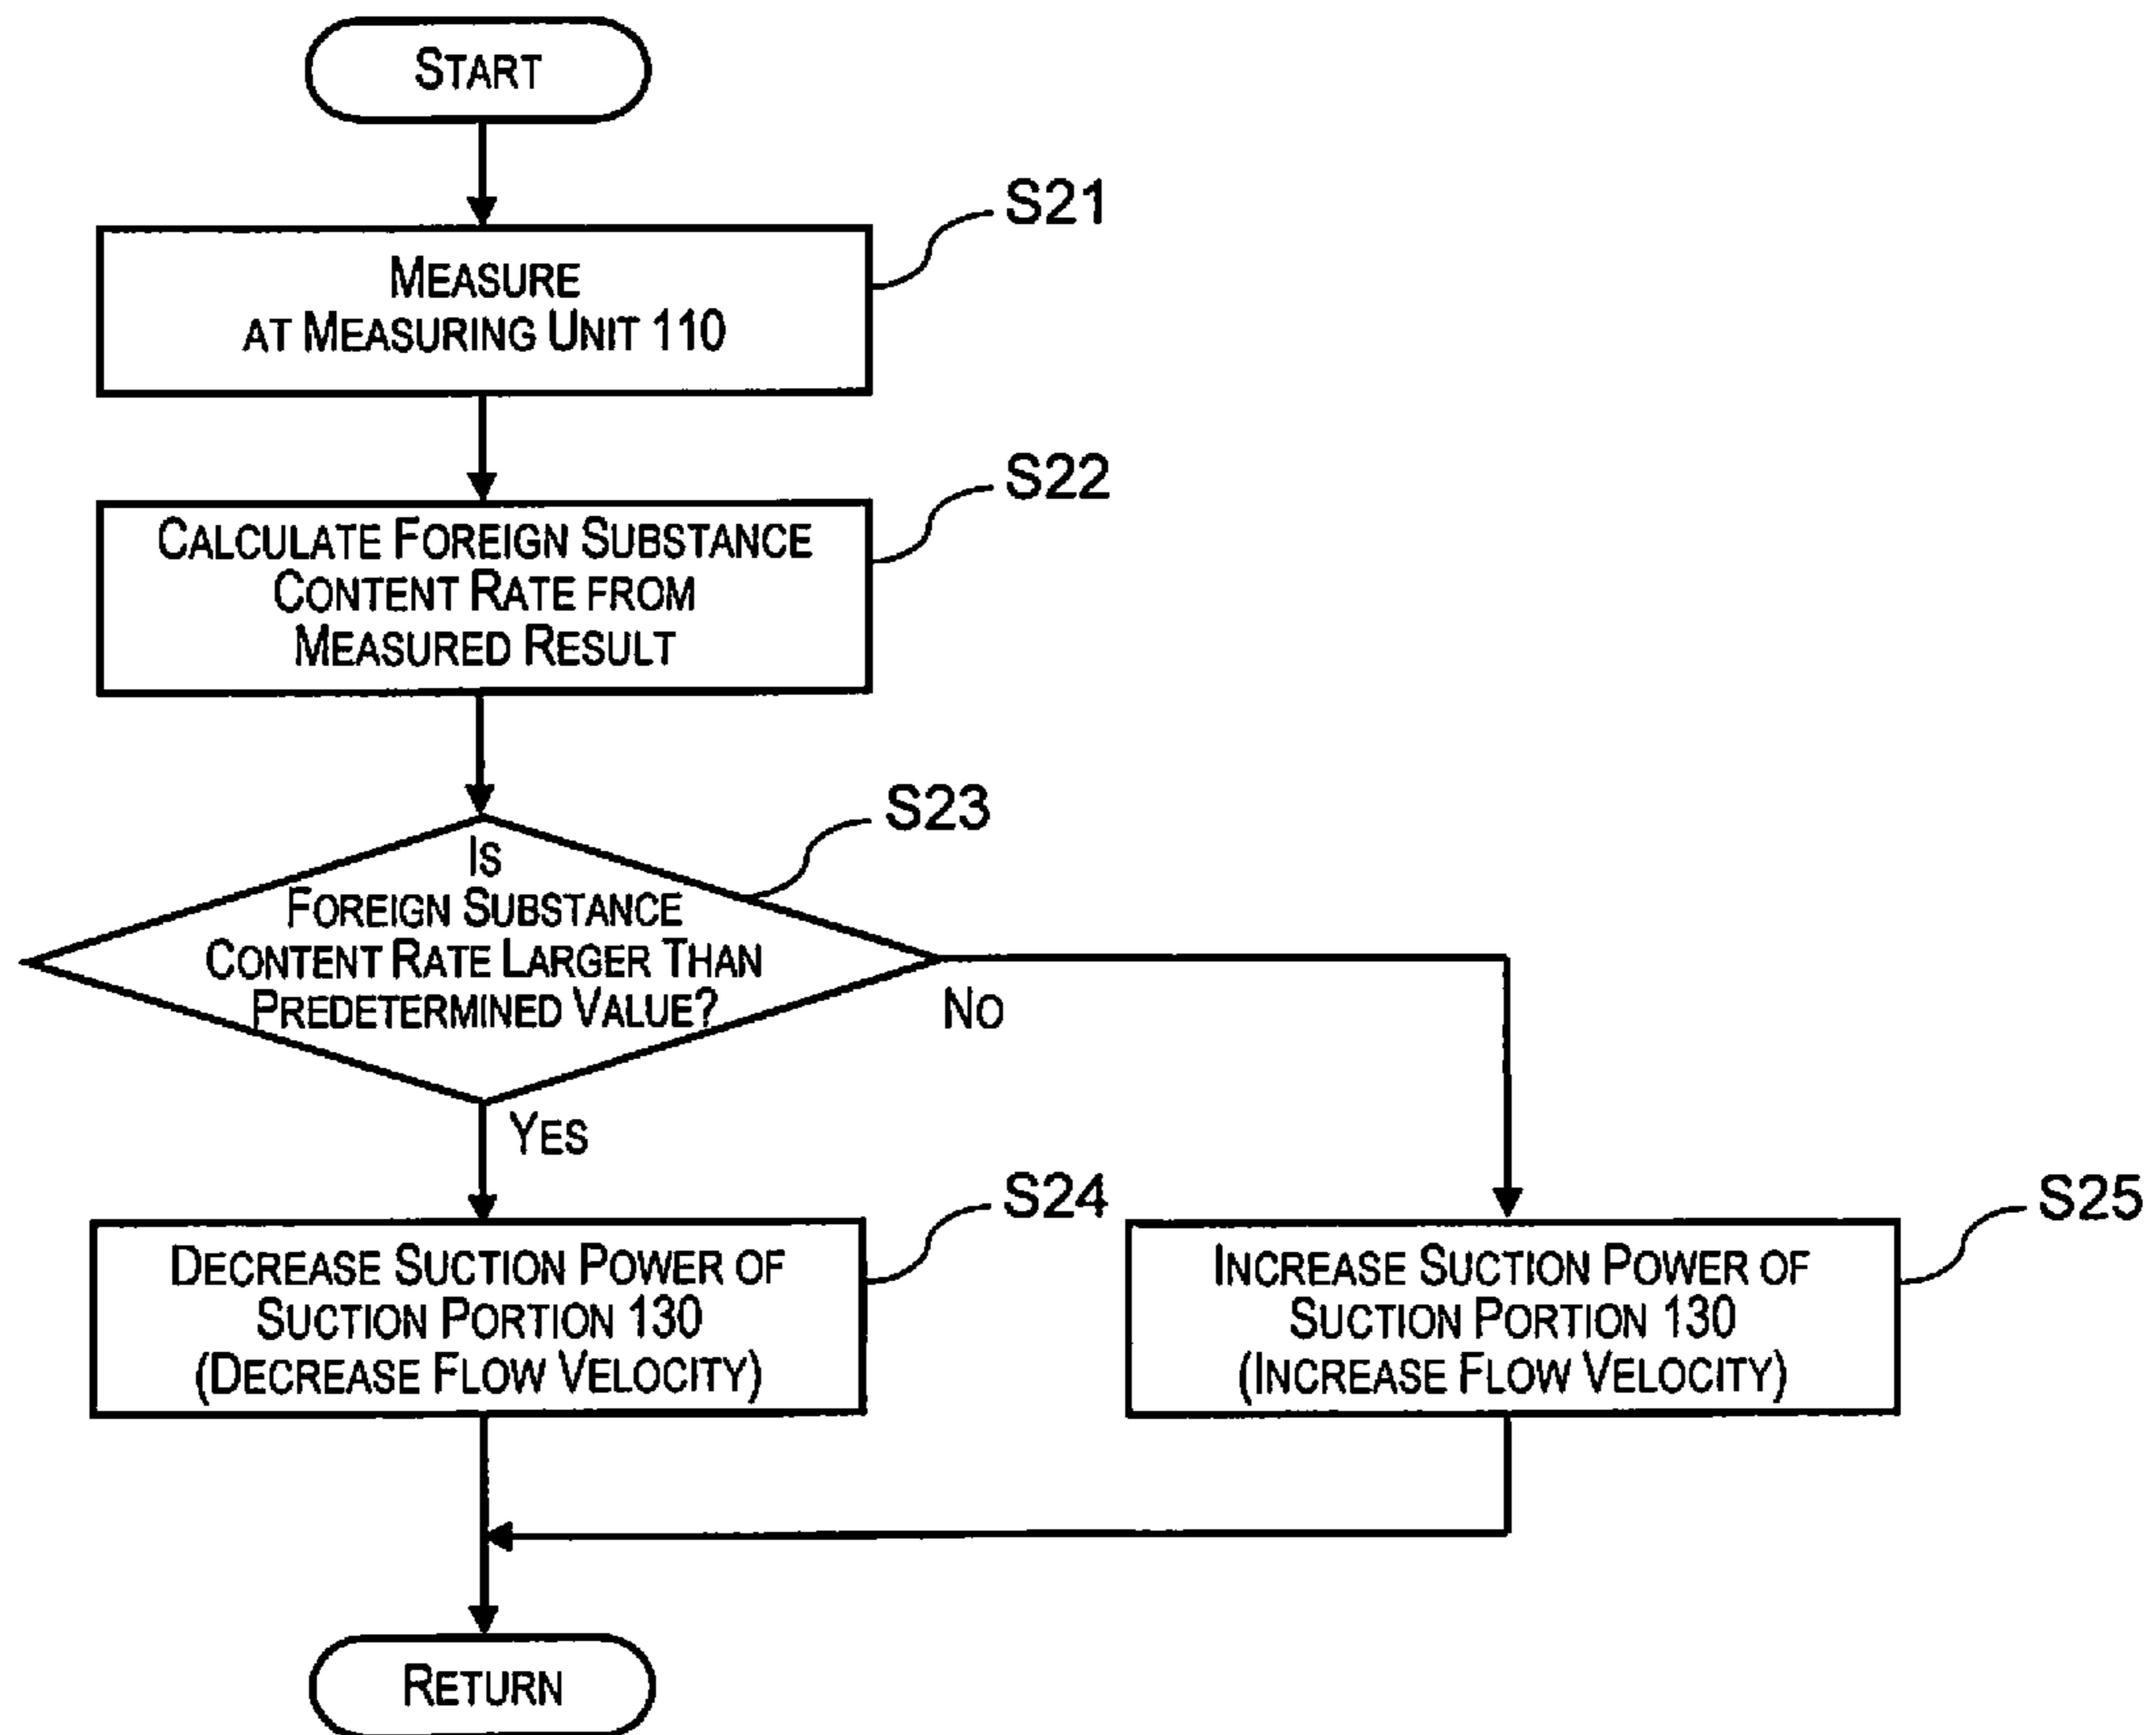 START
S21
MEASURE
AT MEASURING UNIT 110
S22
CALCULATE FOREIGN SUBSTANCE
CONTENT RATE FROM
MEASURED RESULT
S23
IS
FOREIGN SUBSTANCE
CONTENT RATE LARGER THAN
PREDETERMINED VALUE?
NO
YES
S24
DECREASE SUCTION POWER OF
SUCTION PORTION 130
(DECREASE FLOW VELOCITY)
S25
INCREASE SUCTION POWER OF
SUCTION PORTION 130
(INCREASE FLOW VELOCITY)
RETURN